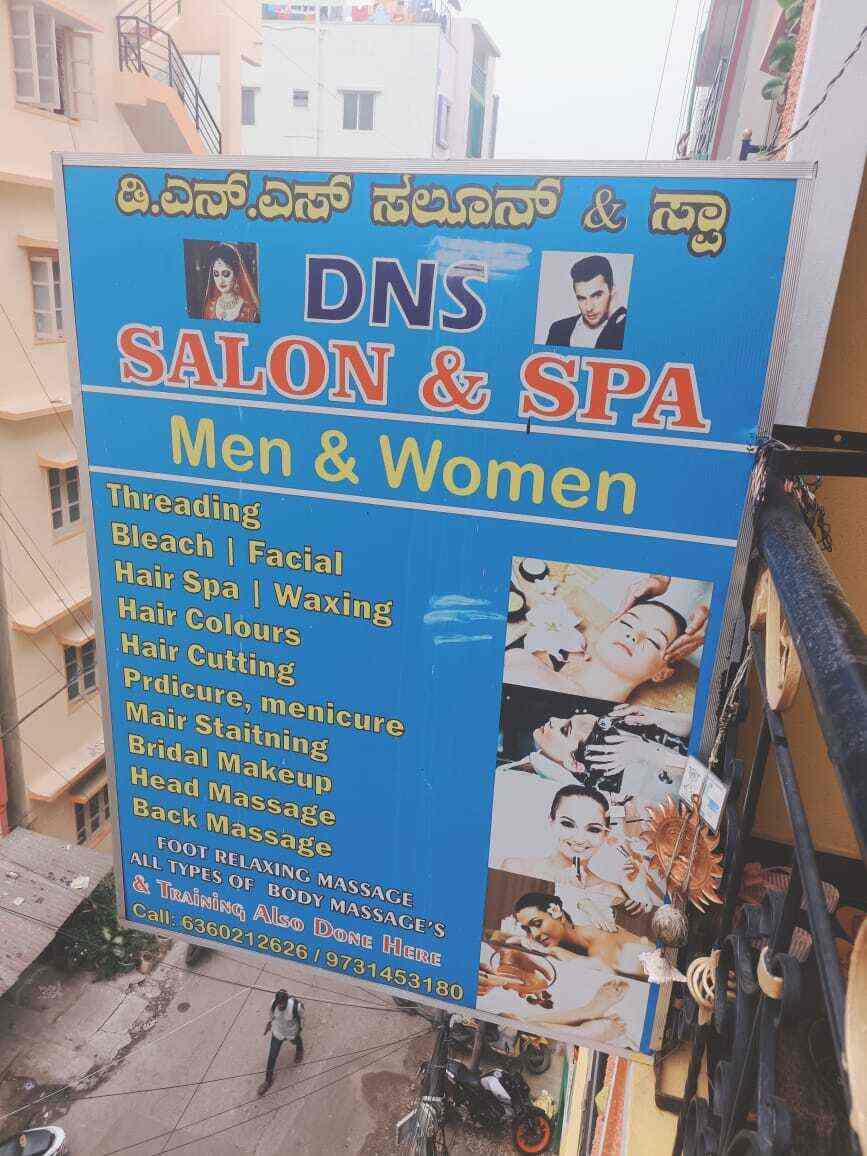 ಡಿ.ಎನ್.ಎಸ್ ಸಲೂನ್ & ಸ್ಪಾ
DNS
SALON & SPA
Men & Women
Threading
Bleach | Facial
Hair Spa | Waxing
Hair Colours
Hair Cutting
Prdicure, menicure
Mair Staitning
Bridal Makeup
Head Massage
Back Massage
FOOT RELAXING MASSAGE
ALL TYPES OF BODY MASSAGE'S
& TRAINING ALSO DONE HERE
Call: 6360212626 / 9731453180